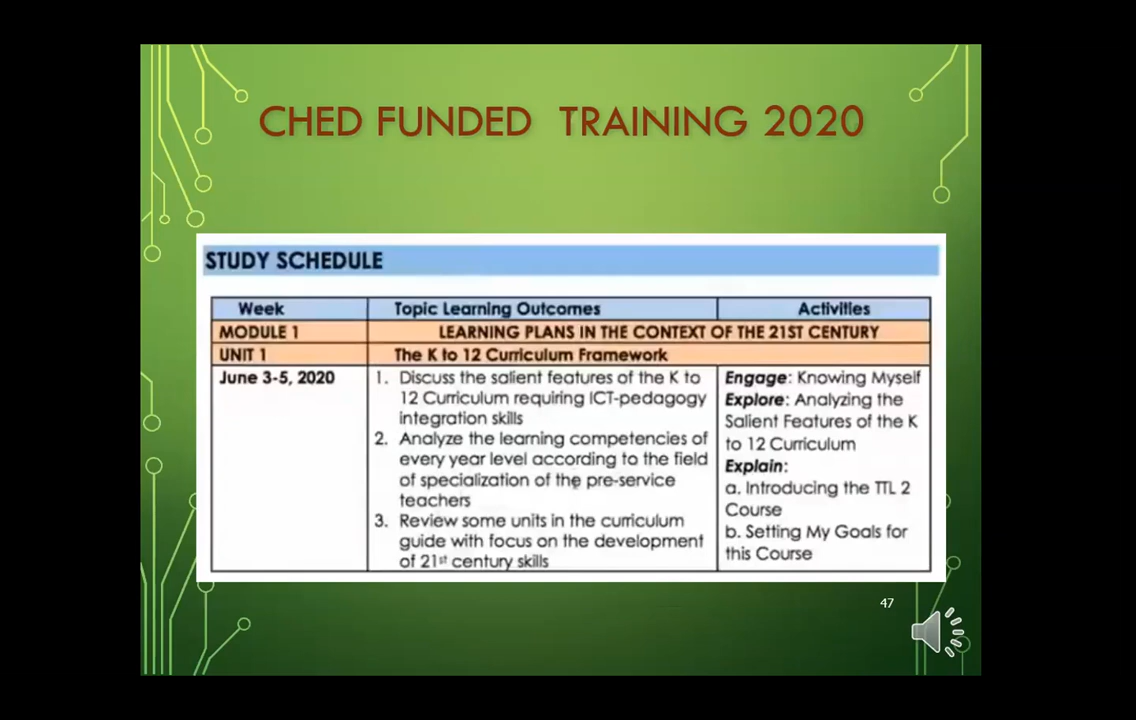 CHED FUNDED TRAINING 2020
STUDY SCHEDULE
Week
Topic Learning Outcomes
Activities
MODULE 1
LEARNING PLANS IN THE CONTEXT OF THE 21ST CENTURY
UNIT 1
The K to 12 Curriculum Framework
June 3-5, 2020
1. Discuss the salient features of the K to
12 Curriculum requiring ICT-pedagogy
integration skills
2. Analyze the learning competencies of
every year level according to the field
of specialization of the pre-service
teachers
3. Review some units in the curriculum
guide with focus on the development
of 21st century skills
Engage: Knowing Myself
Explore: Analyzing the
Salient Features of the K
to 12 Curriculum
Explain:
a. Introducing the TTL 2
Course
b. Setting My Goals for
this Course
47